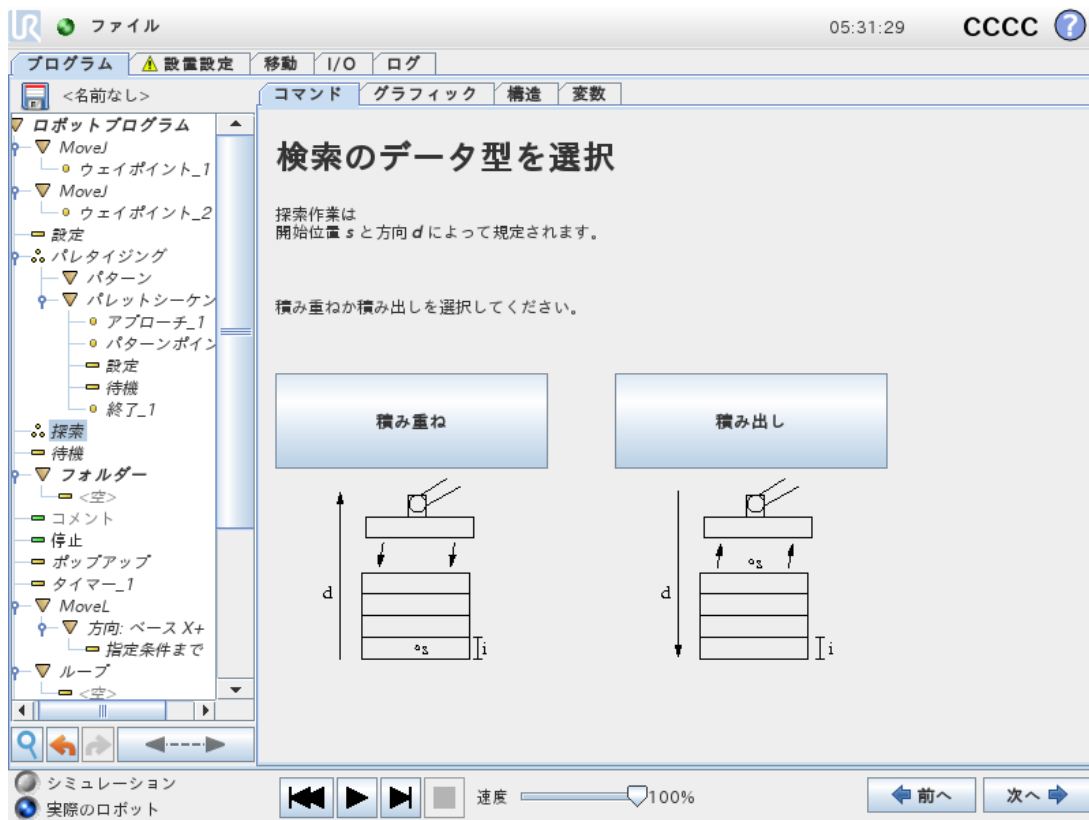 UR ファイル 05:31:29 CCCC ?
プログラム 設置設定 移動 I/O ログ
<名前なし>
コマンド グラフィック 構造 変数
ロボットプログラム
MoveJ
ウェイポイント_1
MoveJ
ウェイポイント_2
設定
パレタイジング
パターン
パレットシーケン
アプローチ_1
パターンポイン
設定
待機
終了_1
探索
待機
フォルダー
<空>
コメント
停止
ポップアップ
タイマー_1
MoveL
方向: ベース X+
指定条件まで
ループ
<空>
検索のデータ型を選択
探索作業は
開始位置 s と方向 d によって規定されます。
積み重ねか積み出しを選択してください。
積み重ね 積み出し
d s i
d s i
シミュレーション
実際のロボット
速度 100%
前へ 次へ